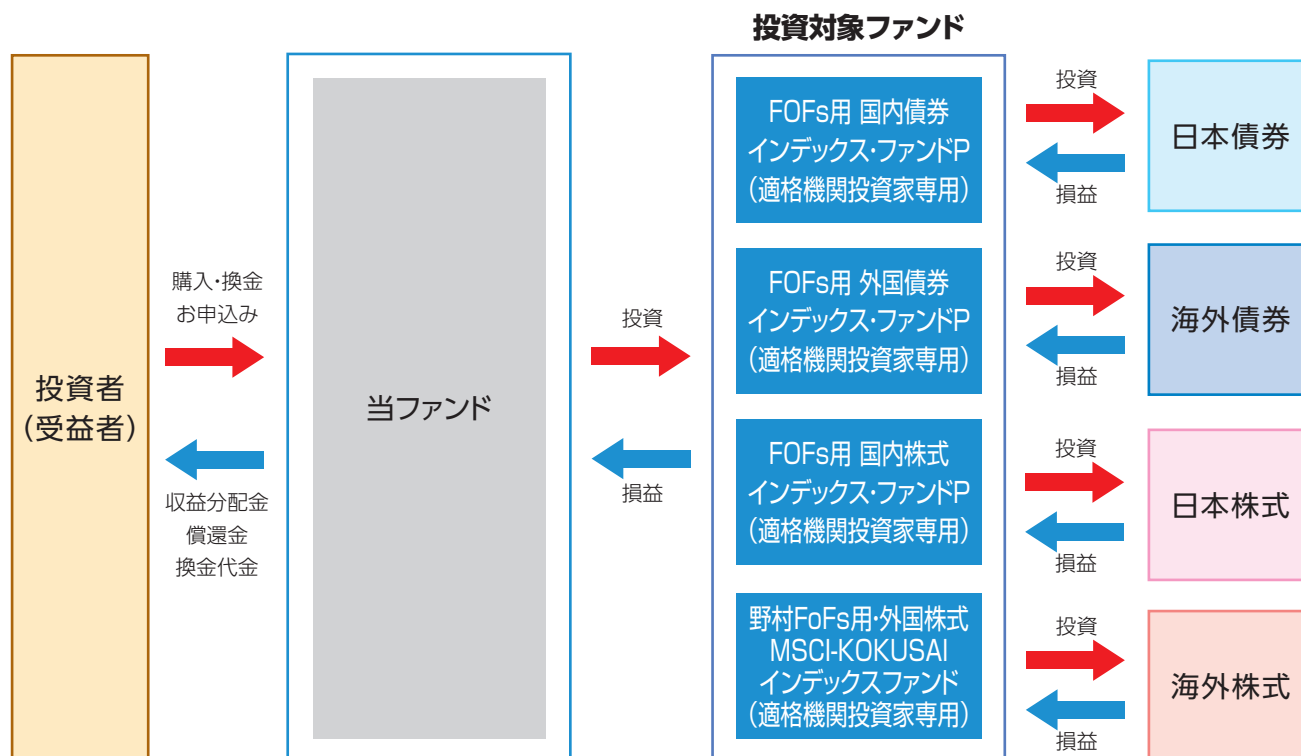 投資対象ファンド
投資者
(受益者)
購入・換金
お申込み
収益分配金
償還金
換金代金
当ファンド
投資
損益
FOFs用 国内債券
インデックス・ファンドP
(適格機関投資家専用)
投資
損益
日本債券
FOFs用 外国債券
インデックス・ファンドP
(適格機関投資家専用)
投資
損益
海外債券
FOFs用 国内株式
インデックス・ファンドP
(適格機関投資家専用)
投資
損益
日本株式
野村FoFs用・外国株式
MSCI-KOKUSAI
インデックスファンド
(適格機関投資家専用)
投資
損益
海外株式